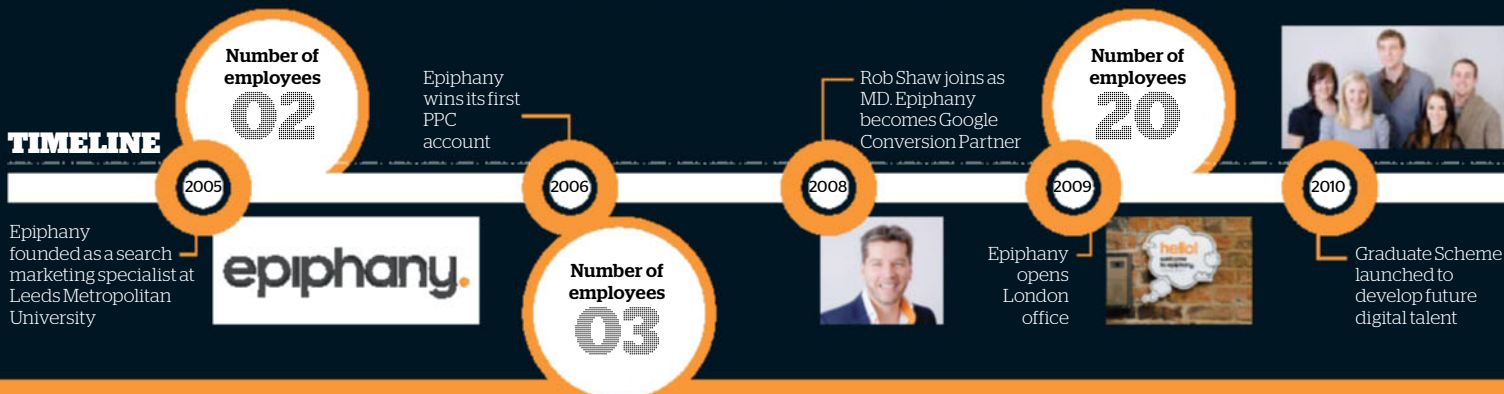 TIMELINE
Number of
employees
02
2005
Epiphany
founded as a search
marketing specialist at
Leeds Metropolitan
University
epiphany.
Epiphany
wins its first
PPC
account
2006
Number of
employees
03
Rob Shaw joins as
MD. Epiphany
becomes Google
Conversion Partner
2008
Number of
employees
20
2009
Epiphany
opens
London
office
hello!
welcome
to epiphany
2010
Graduate Scheme
launched to
develop future
digital talent